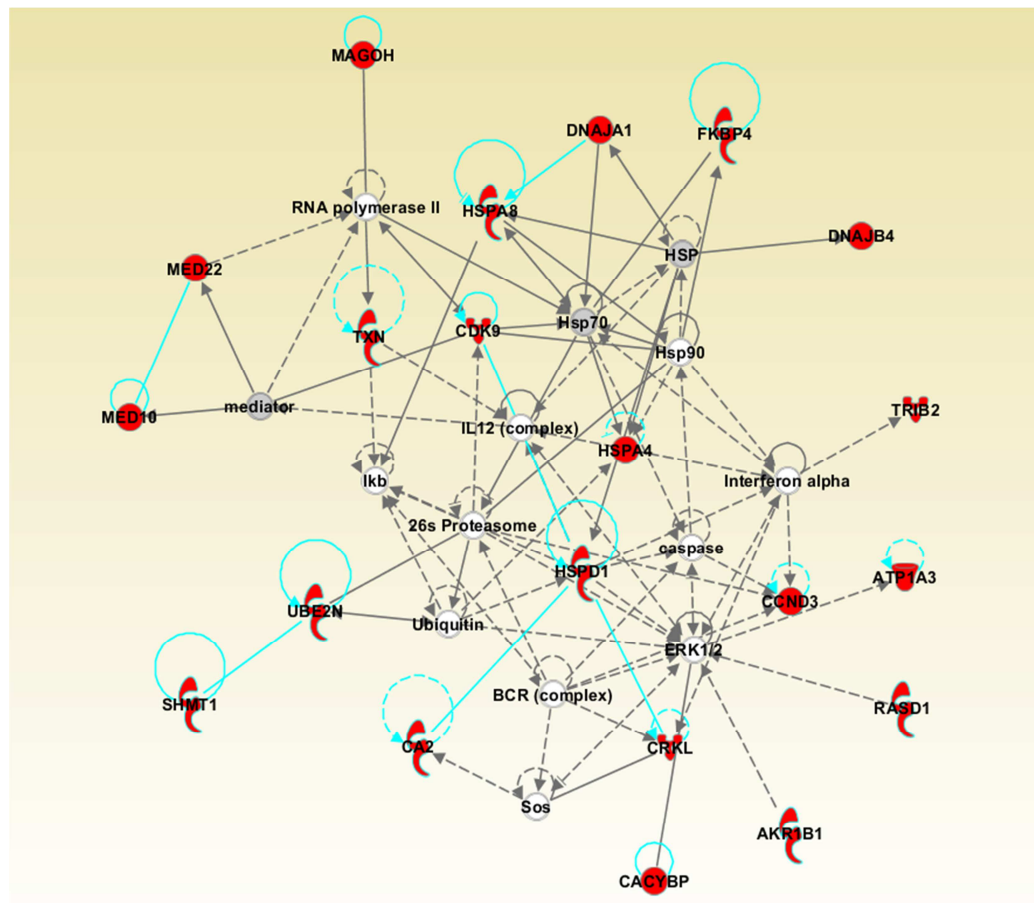 MAGOH
DNAJA1
FKBP4
RNA polymerase II
HSPA8
DNAJB4
HSP
MED22
Hsp70
TXN
CDK9
Hsp90
MED10
mediator
TRIB2
IL12 (complex)
HSPA4
Ikb
Interferon alpha
26s Proteasome
caspase
HSPD1
ATP1A3
CCND3
UBE2N
Ubiquitin
ERK1/2
BCR (complex)
SHMT1
RASD1
CA2
CRKL
Sos
AKR1B1
CACYBP